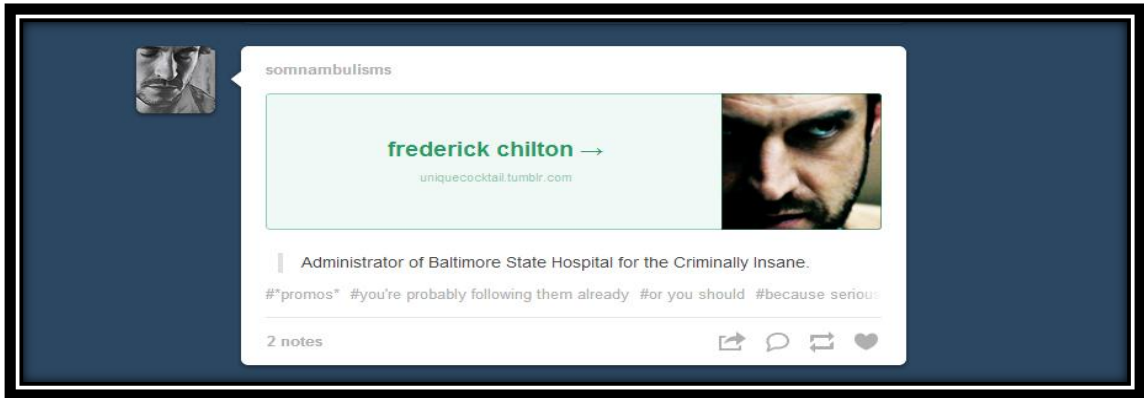 somnambulisms
frederick chilton →
uniquecocktail.tumblr.com
Administrator of Baltimore State Hospital for the Criminally Insane.
#*promos* #you're probably following them already #or you should #because serious
2 notes